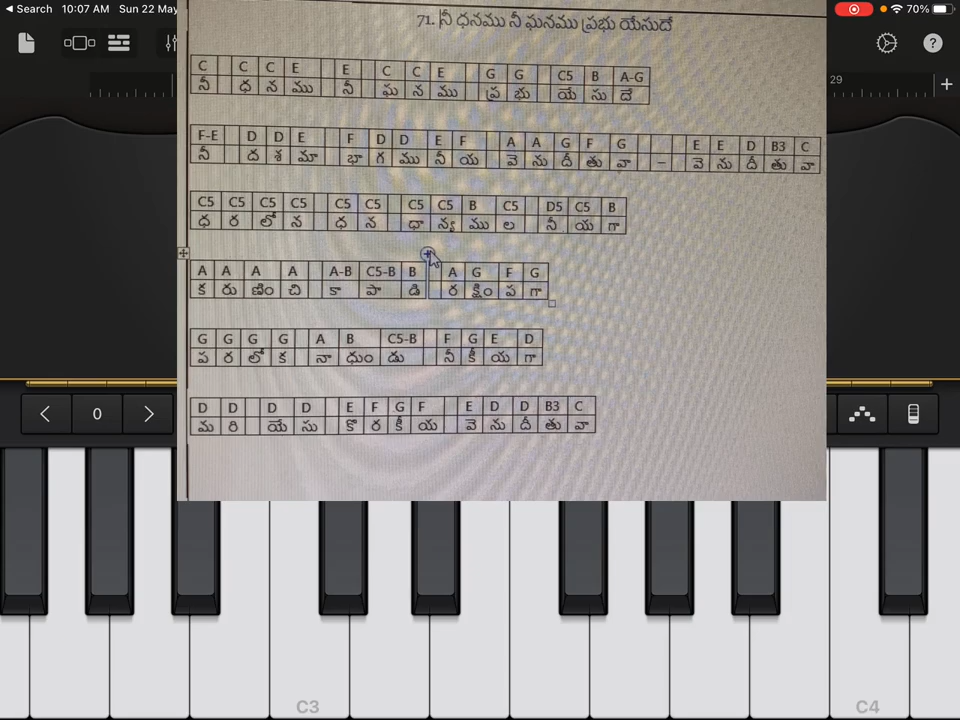 Search 10:07 AM Sun 22 May 70%
29
71. నీ ధనము నీ ఘనము ప్రభు యేసుదే
C C C E E C C E G G C5 B A-G
నీ ధ న ము నీ ఘ న ము ప్ర భు యే సు దే
F-E D D E F D D E F A A G F G E E D B3 C
నీ ద శ మా భా గ ము నీ య వె ను దీ తు వా – వె ను దీ తు వా
C5 C5 C5 C5 C5 C5 C5 C5 B C5 D5 C5 B
ధ ర లో న ధ న ధా న్య ము ల నీ య గా
A A A A A-B C5-B B A G F G
క రు ణిం చి కా పా డి ర క్షిం ప గా
G G G G A B C5-B F G E D
ప ర లో క నా థుం డు నీ కీ య గా
D D D D E F G F E D D B3 C
మ రి యే సు కొ ర కీ య వె ను దీ తు వా
0
C3 C4